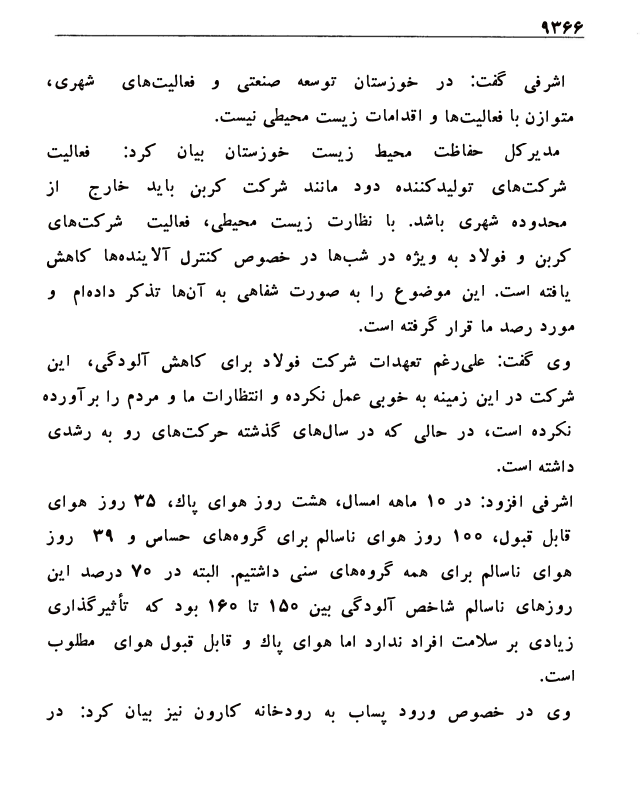 ۹۳۶۶
اشرفی گفت: در خوزستان توسعه صنعتی و فعالیت‌های شهری،
متوازن با فعالیت‌ها و اقدامات زیست محیطی نیست.
مدیرکل حفاظت محیط زیست خوزستان بیان کرد: فعالیت
شرکت‌های تولیدکننده دود مانند شرکت کربن باید خارج از
محدوده شهری باشد. با نظارت زیست محیطی، فعالیت شرکت‌های
کربن و فولاد به ویژه در شب‌ها در خصوص کنترل آلاینده‌ها کاهش
یافته است. این موضوع را به صورت شفاهی به آن‌ها تذکر داده‌ام و
مورد رصد ما قرار گرفته است.
وی گفت: علی‌رغم تعهدات شرکت فولاد برای کاهش آلودگی، این
شرکت در این زمینه به خوبی عمل نکرده و انتظارات ما و مردم را برآورده
نکرده است، در حالی که در سال‌های گذشته حرکت‌های رو به رشدی
داشته است.
اشرفی افزود: در ۱۰ ماهه امسال، هشت روز هوای پاك، ۳۵ روز هوای
قابل قبول، ۱۰۰ روز هوای ناسالم برای گروه‌های حساس و ۳۹ روز
هوای ناسالم برای همه گروه‌های سنی داشتیم. البته در ۷۰ درصد این
روزهای ناسالم شاخص آلودگی بین ۱۵۰ تا ۱۶۰ بود که تأثیرگذاری
زیادی بر سلامت افراد ندارد اما هوای پاك و قابل قبول هوای مطلوب
است.
وی در خصوص ورود پساب به رودخانه کارون نیز بیان کرد: در